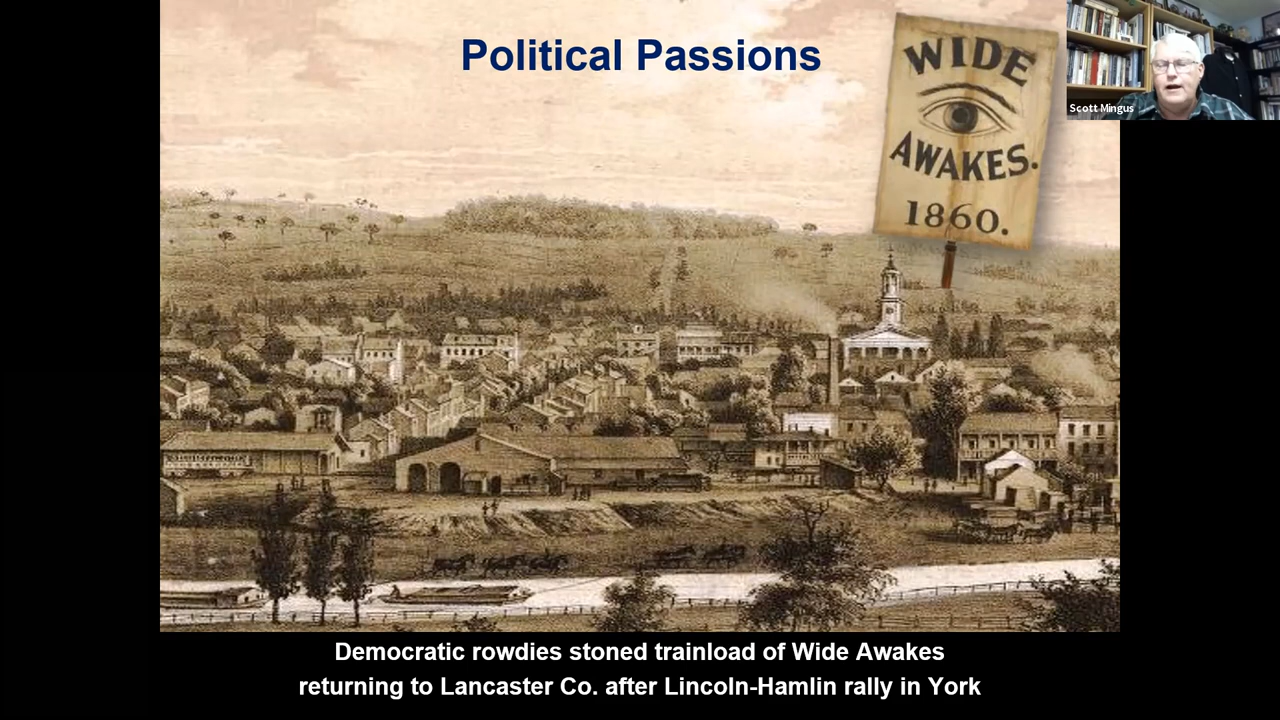 Political Passions
WIDE
AWAKES.
1860.
Scott Mingus
Democratic rowdies stoned trainload of Wide Awakes
returning to Lancaster Co. after Lincoln-Hamlin rally in York